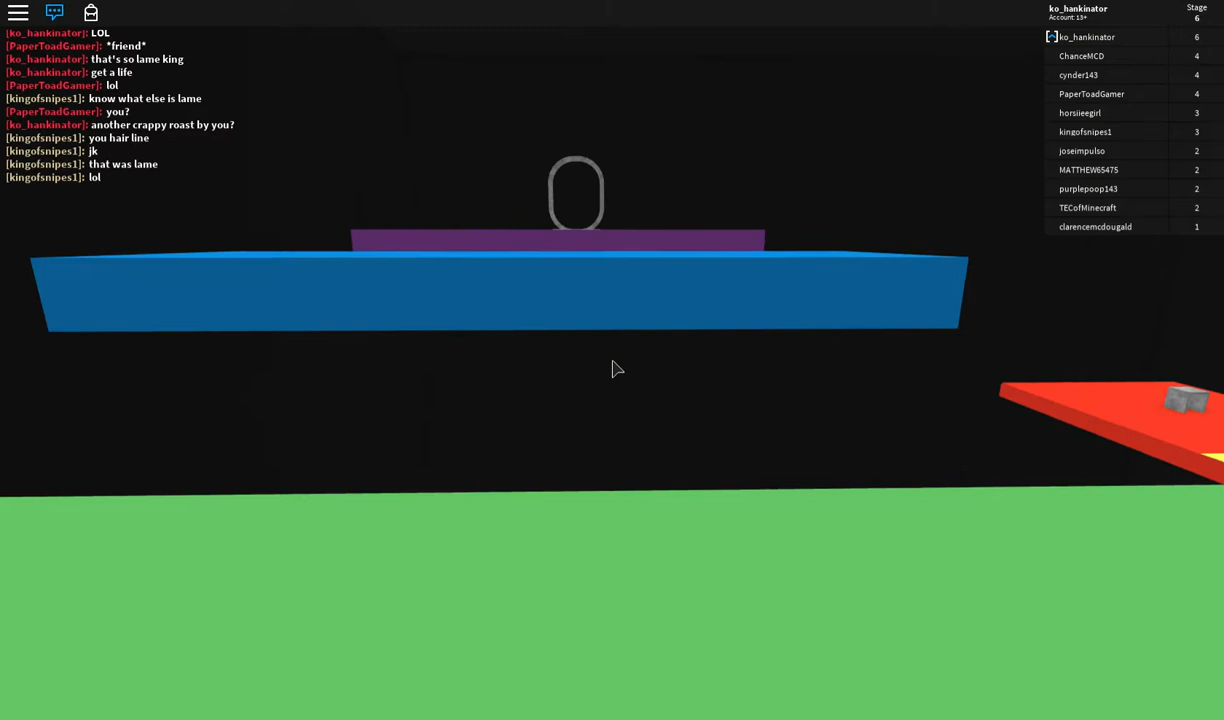 [ko_hankinator]: LOL
[PaperToadGamer]: *friend*
[ko_hankinator]: that's so lame king
[ko_hankinator]: get a life
[PaperToadGamer]: lol
[kingofsnipes1]: know what else is lame
[PaperToadGamer]: you?
[ko_hankinator]: another crappy roast by you?
[kingofsnipes1]: you hair line
[kingofsnipes1]: jk
[kingofsnipes1]: that was lame
[kingofsnipes1]: lol
ko_hankinator Stage
Account: 13+ 6
ko_hankinator 6
ChanceMCD 4
cynder143 4
PaperToadGamer 4
horsiieegirl 3
kingofsnipes1 3
joseimpulso 2
MATTHEW65475 2
purplepoop143 2
TECofMinecraft 2
clarencemcdougald 1